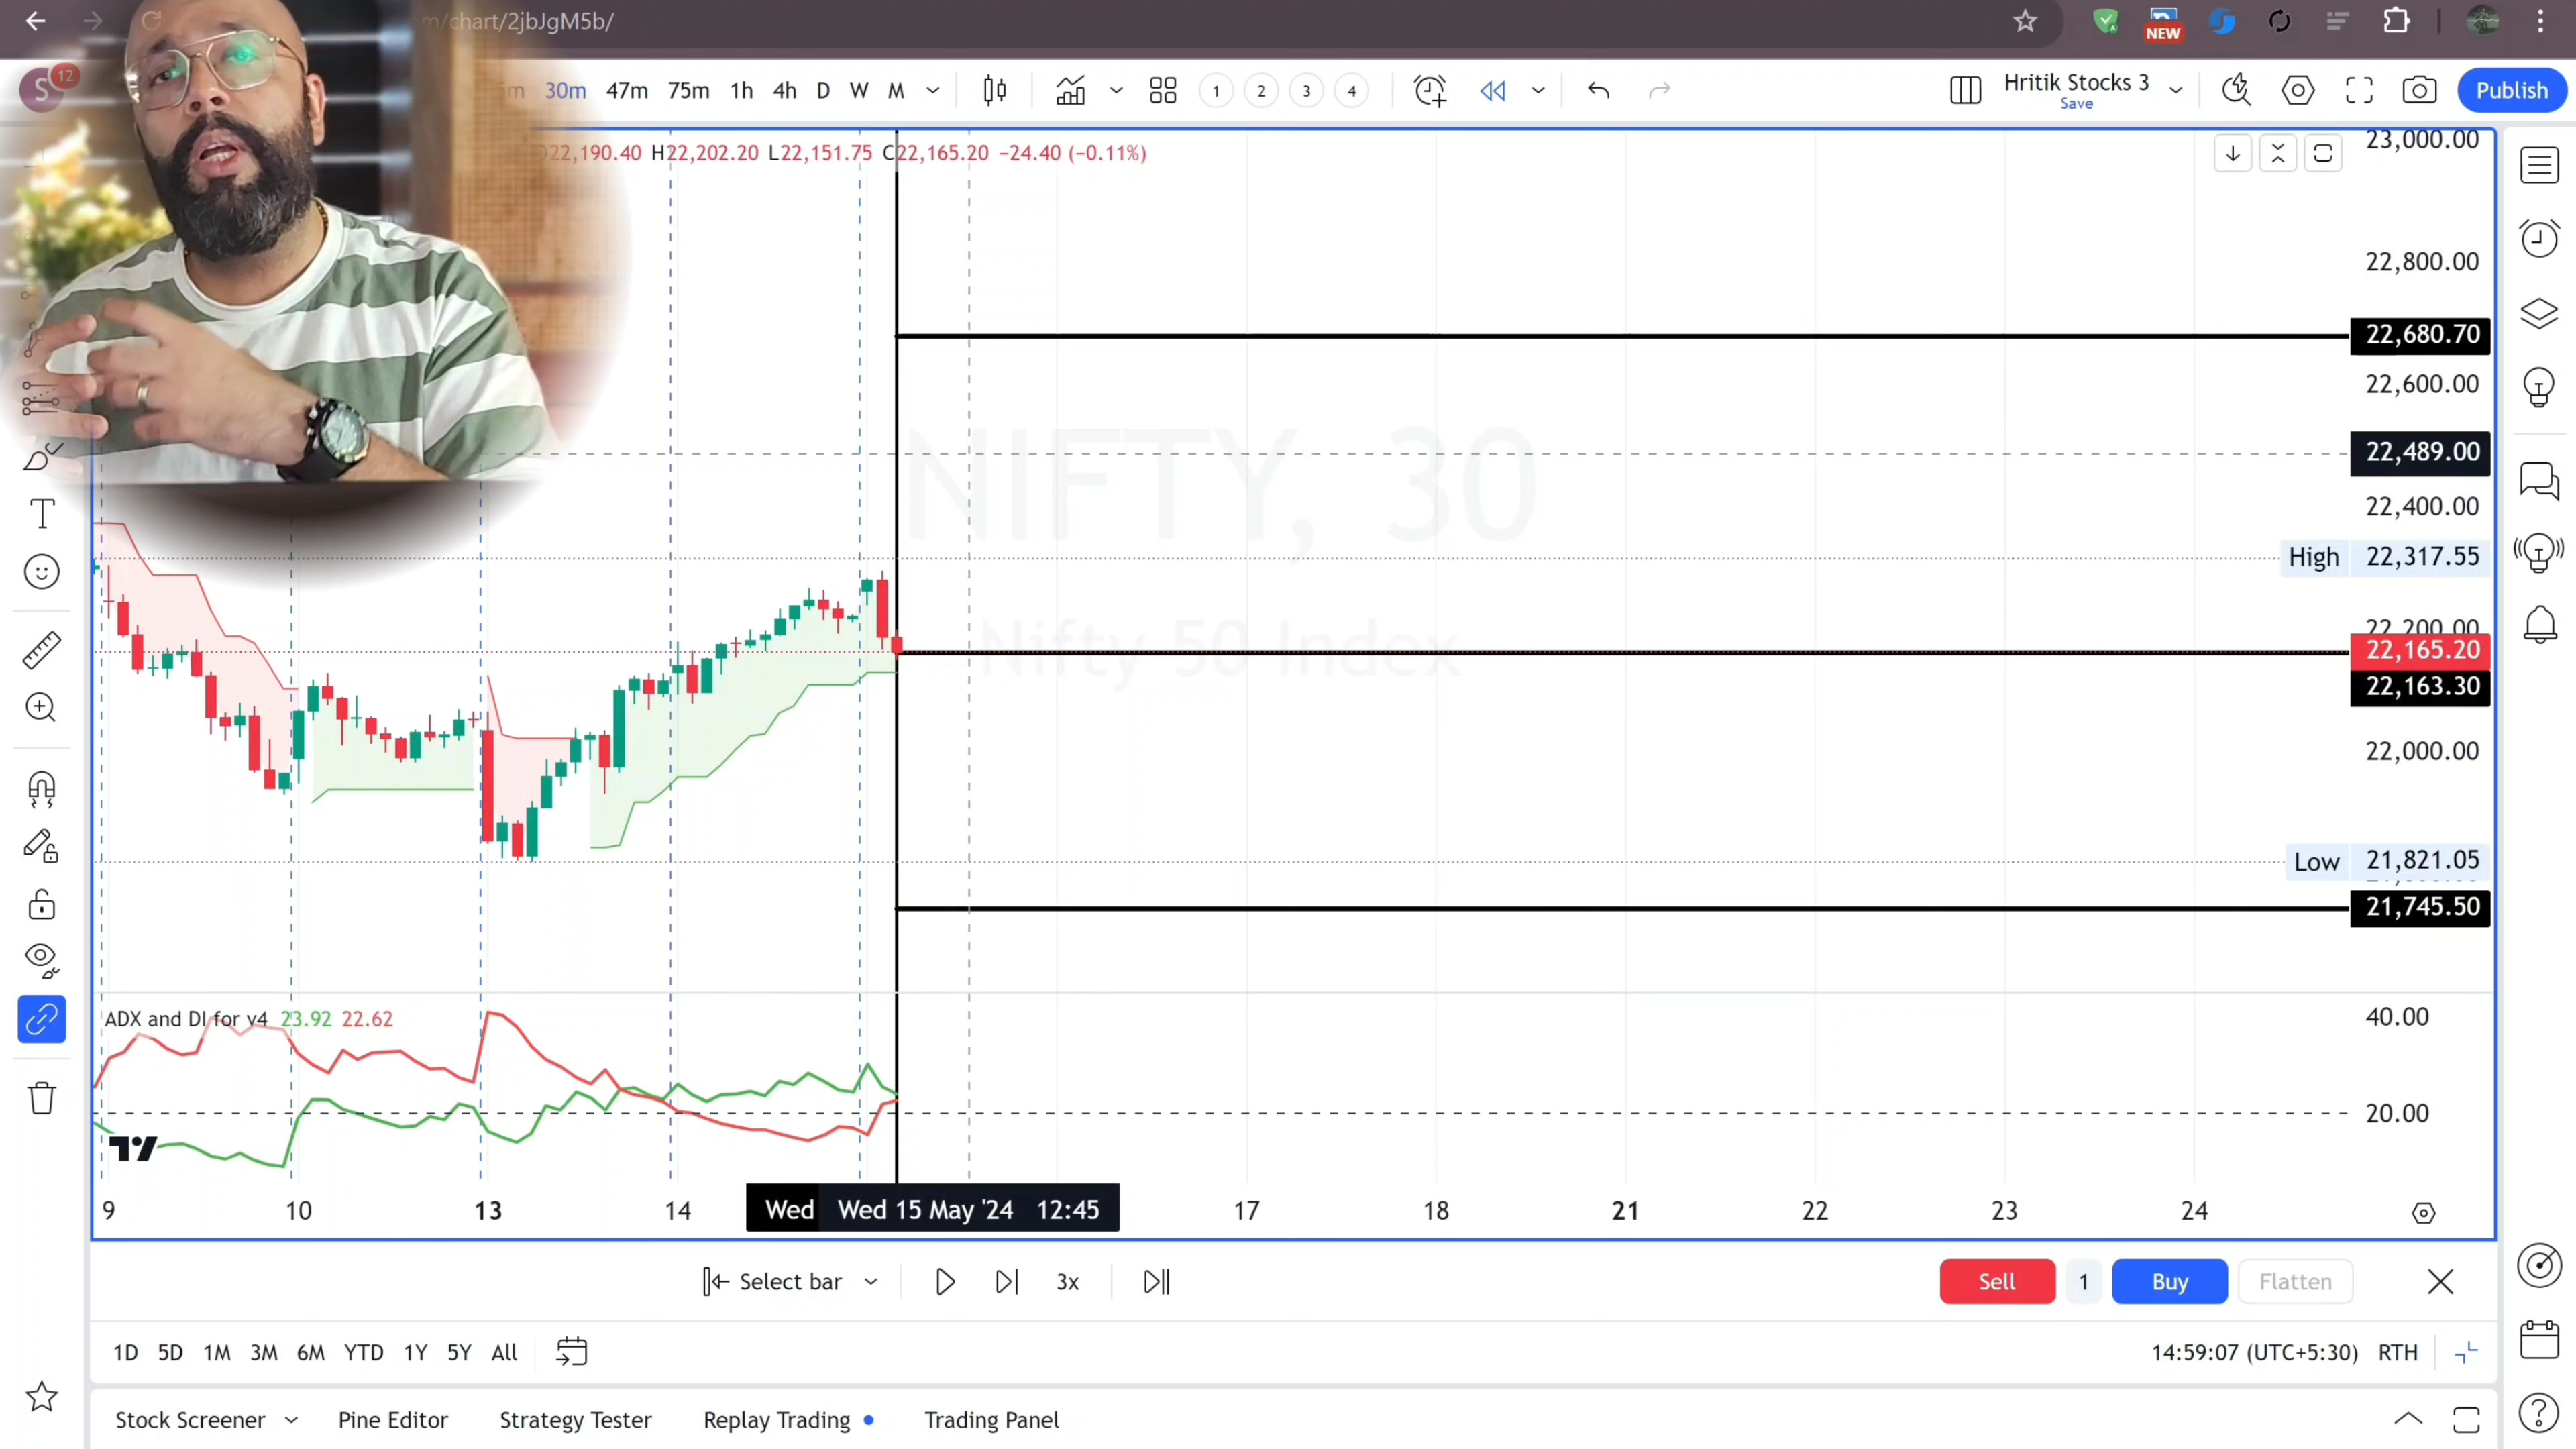 m/chart/2jbJgM5b/
NEW
S 12
m 30m 47m 75m 1h 4h D W M 1 2 3 4 Hritik Stocks 3 Save Publish
22,190.40 H22,202.20 L22,151.75 C22,165.20 −24.40 (−0.11%)
23,000.00
22,800.00
22,680.70
22,600.00
NIFTY, 30
22,489.00
22,400.00
High 22,317.55
22,200.00
Nifty 50 Index
22,165.20
22,163.30
22,000.00
Low 21,821.05
21,745.50
ADX and DI for v4 23.92 22.62
40.00
20.00
9 10 13 14 Wed Wed 15 May '24 12:45 17 18 21 22 23 24
Select bar 3x Sell 1 Buy Flatten
1D 5D 1M 3M 6M YTD 1Y 5Y All 14:59:07 (UTC+5:30) RTH
Stock Screener Pine Editor Strategy Tester Replay Trading Trading Panel